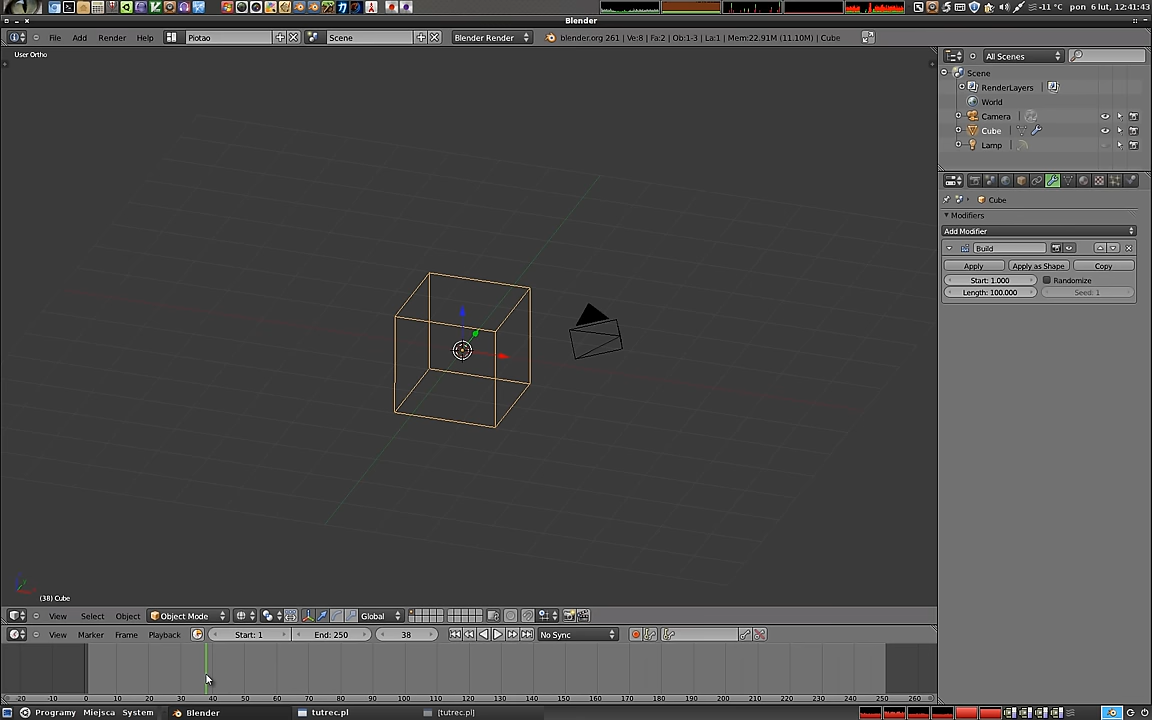 -11 °C pon 6 lut, 12:41:43
Blender
File Add Render Help Piotao Scene Blender Render blender.org 261 | Ve:8 | Fa:2 | Ob:1-3 | La:1 | Mem:22.91M (11.10M) | Cube
User Ortho
All Scenes
Scene
RenderLayers
World
Camera
Cube
Lamp
Cube
Modifiers
Add Modifier
Build
Apply Apply as Shape Copy
Start: 1.000 Randomize
Length: 100.000 Seed: 1
(38) Cube
View Select Object Object Mode Global
View Marker Frame Playback Start: 1 End: 250 38 No Sync
-20 -10 0 10 20 30 40 50 60 70 80 90 100 110 120 130 140 150 160 170 180 190 200 210 220 230 240 250 260
Programy Miejsca System Blender tutrec.pl [tutrec.pl]